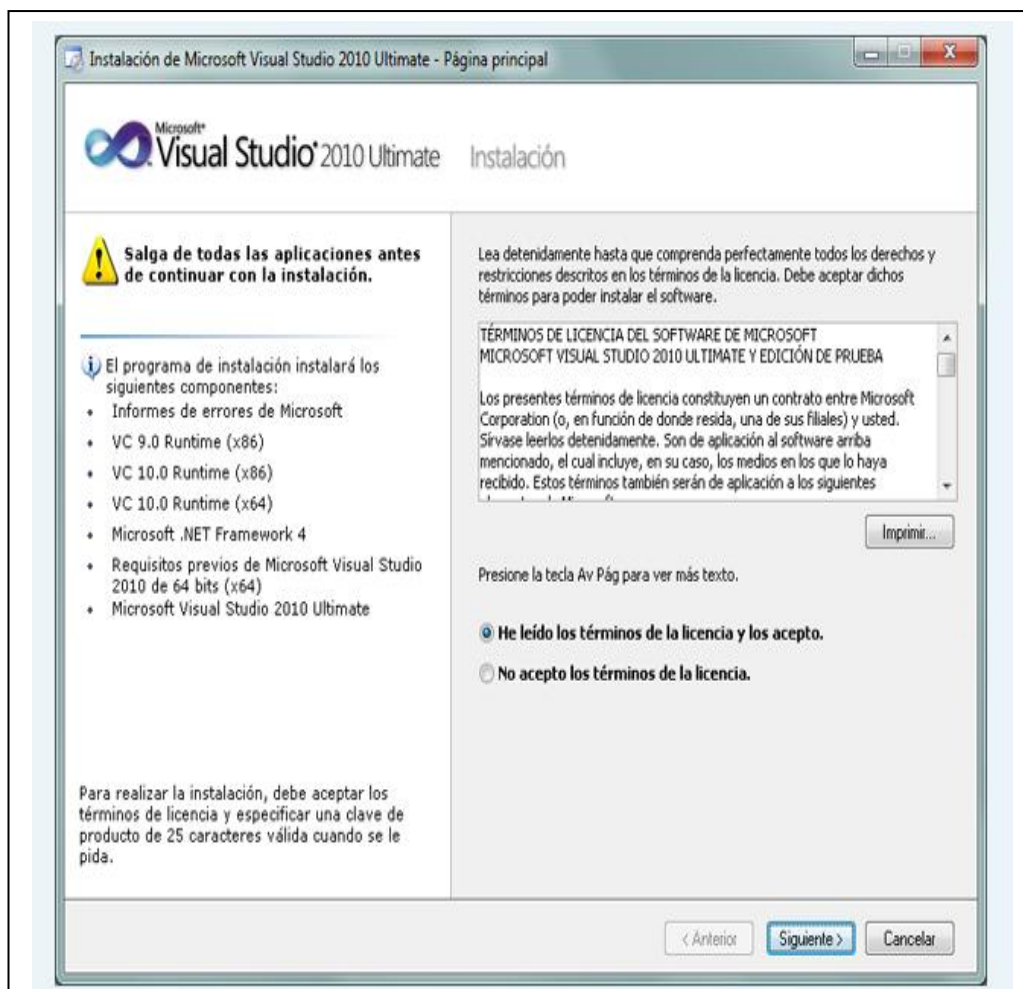 Instalación de Microsoft Visual Studio 2010 Ultimate - Página principal
Microsoft
Visual Studio 2010 Ultimate
Instalación
Salga de todas las aplicaciones antes
de continuar con la instalación.
El programa de instalación instalará los
siguientes componentes:
Informes de errores de Microsoft
VC 9.0 Runtime (x86)
VC 10.0 Runtime (x86)
VC 10.0 Runtime (x64)
Microsoft .NET Framework 4
Requisitos previos de Microsoft Visual Studio
2010 de 64 bits (x64)
Microsoft Visual Studio 2010 Ultimate
Para realizar la instalación, debe aceptar los
términos de licencia y especificar una clave de
producto de 25 caracteres válida cuando se le
pida.
Lea detenidamente hasta que comprenda perfectamente todos los derechos y
restricciones descritos en los términos de la licencia. Debe aceptar dichos
términos para poder instalar el software.
TÉRMINOS DE LICENCIA DEL SOFTWARE DE MICROSOFT
MICROSOFT VISUAL STUDIO 2010 ULTIMATE Y EDICIÓN DE PRUEBA
Los presentes términos de licencia constituyen un contrato entre Microsoft
Corporation (o, en función de donde resida, una de sus filiales) y usted.
Sírvase leerlos detenidamente. Son de aplicación al software arriba
mencionado, el cual incluye, en su caso, los medios en los que lo haya
recibido. Estos términos también serán de aplicación a los siguientes
Imprimir...
Presione la tecla Av Pág para ver más texto.
He leído los términos de la licencia y los acepto.
No acepto los términos de la licencia.
< Anterior
Siguiente >
Cancelar